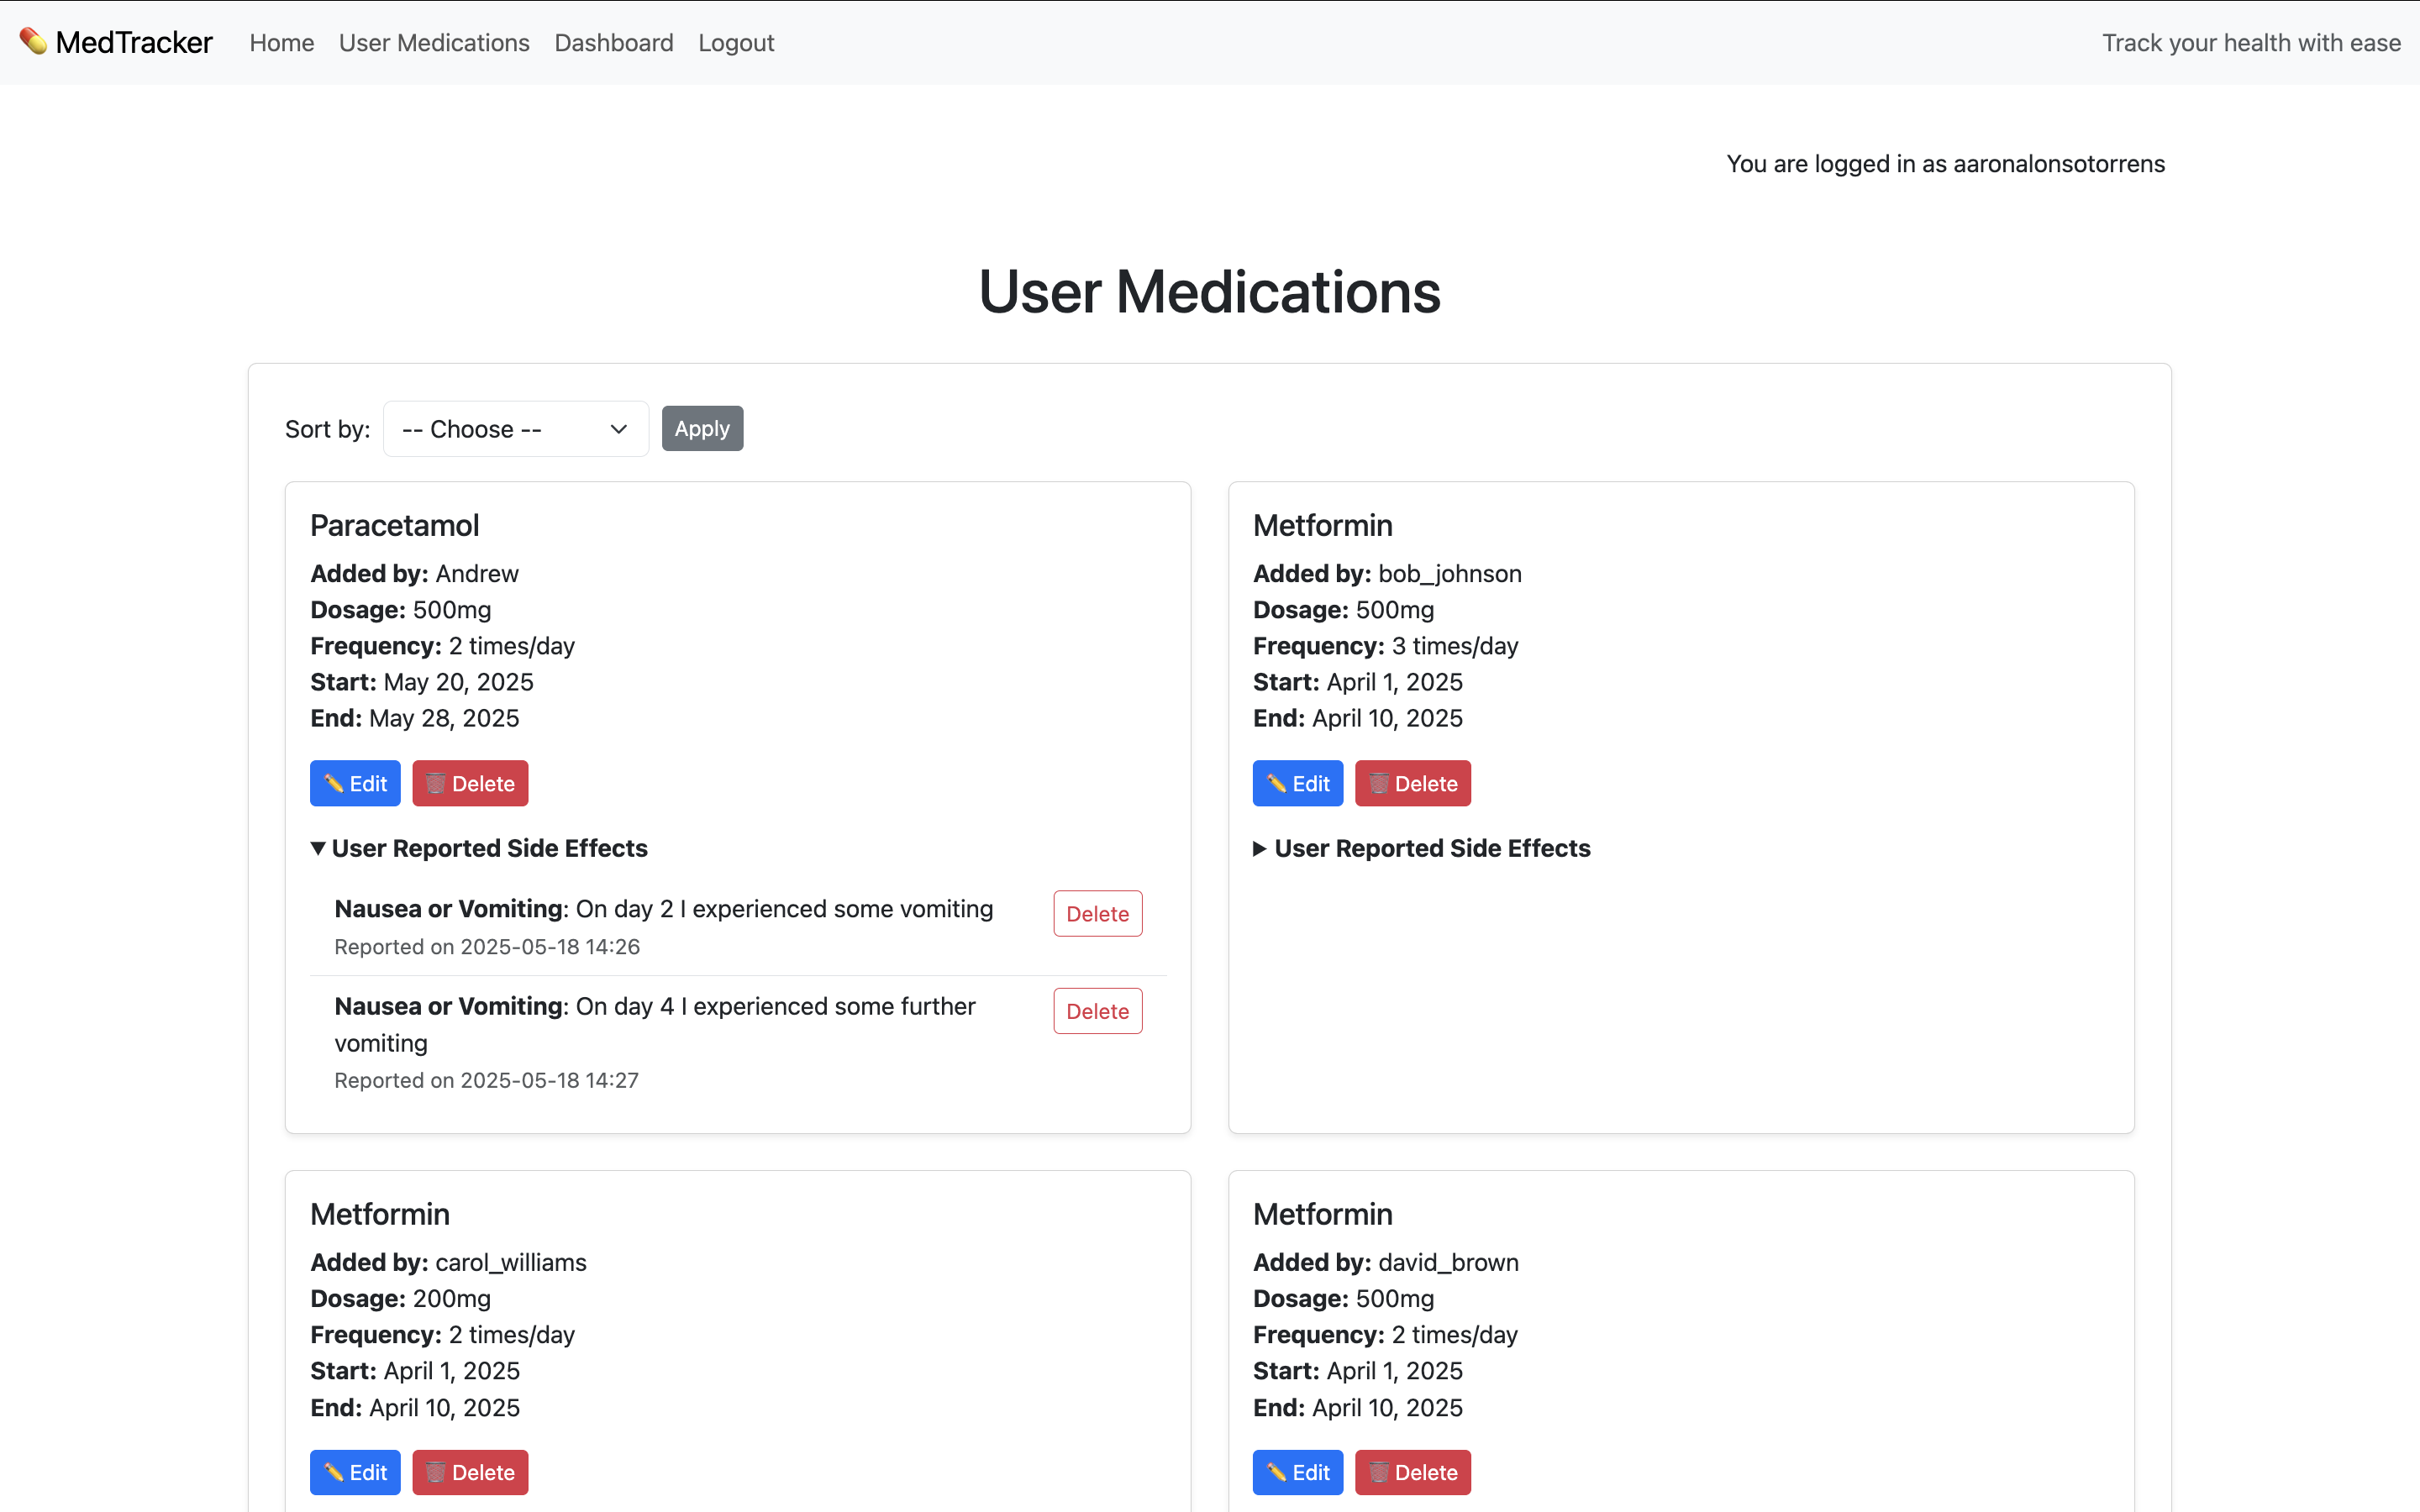 MedTracker Home User Medications Dashboard Logout Track your health with ease
You are logged in as aaronalonsotorrens
User Medications
Sort by: -- Choose -- Apply
Paracetamol
Added by: Andrew
Dosage: 500mg
Frequency: 2 times/day
Start: May 20, 2025
End: May 28, 2025
Edit Delete
User Reported Side Effects
Nausea or Vomiting: On day 2 I experienced some vomiting
Delete
Reported on 2025-05-18 14:26
Nausea or Vomiting: On day 4 I experienced some further
vomiting
Delete
Reported on 2025-05-18 14:27
Metformin
Added by: bob_johnson
Dosage: 500mg
Frequency: 3 times/day
Start: April 1, 2025
End: April 10, 2025
Edit Delete
User Reported Side Effects
Metformin
Added by: carol_williams
Dosage: 200mg
Frequency: 2 times/day
Start: April 1, 2025
End: April 10, 2025
Edit Delete
Metformin
Added by: david_brown
Dosage: 500mg
Frequency: 2 times/day
Start: April 1, 2025
End: April 10, 2025
Edit Delete